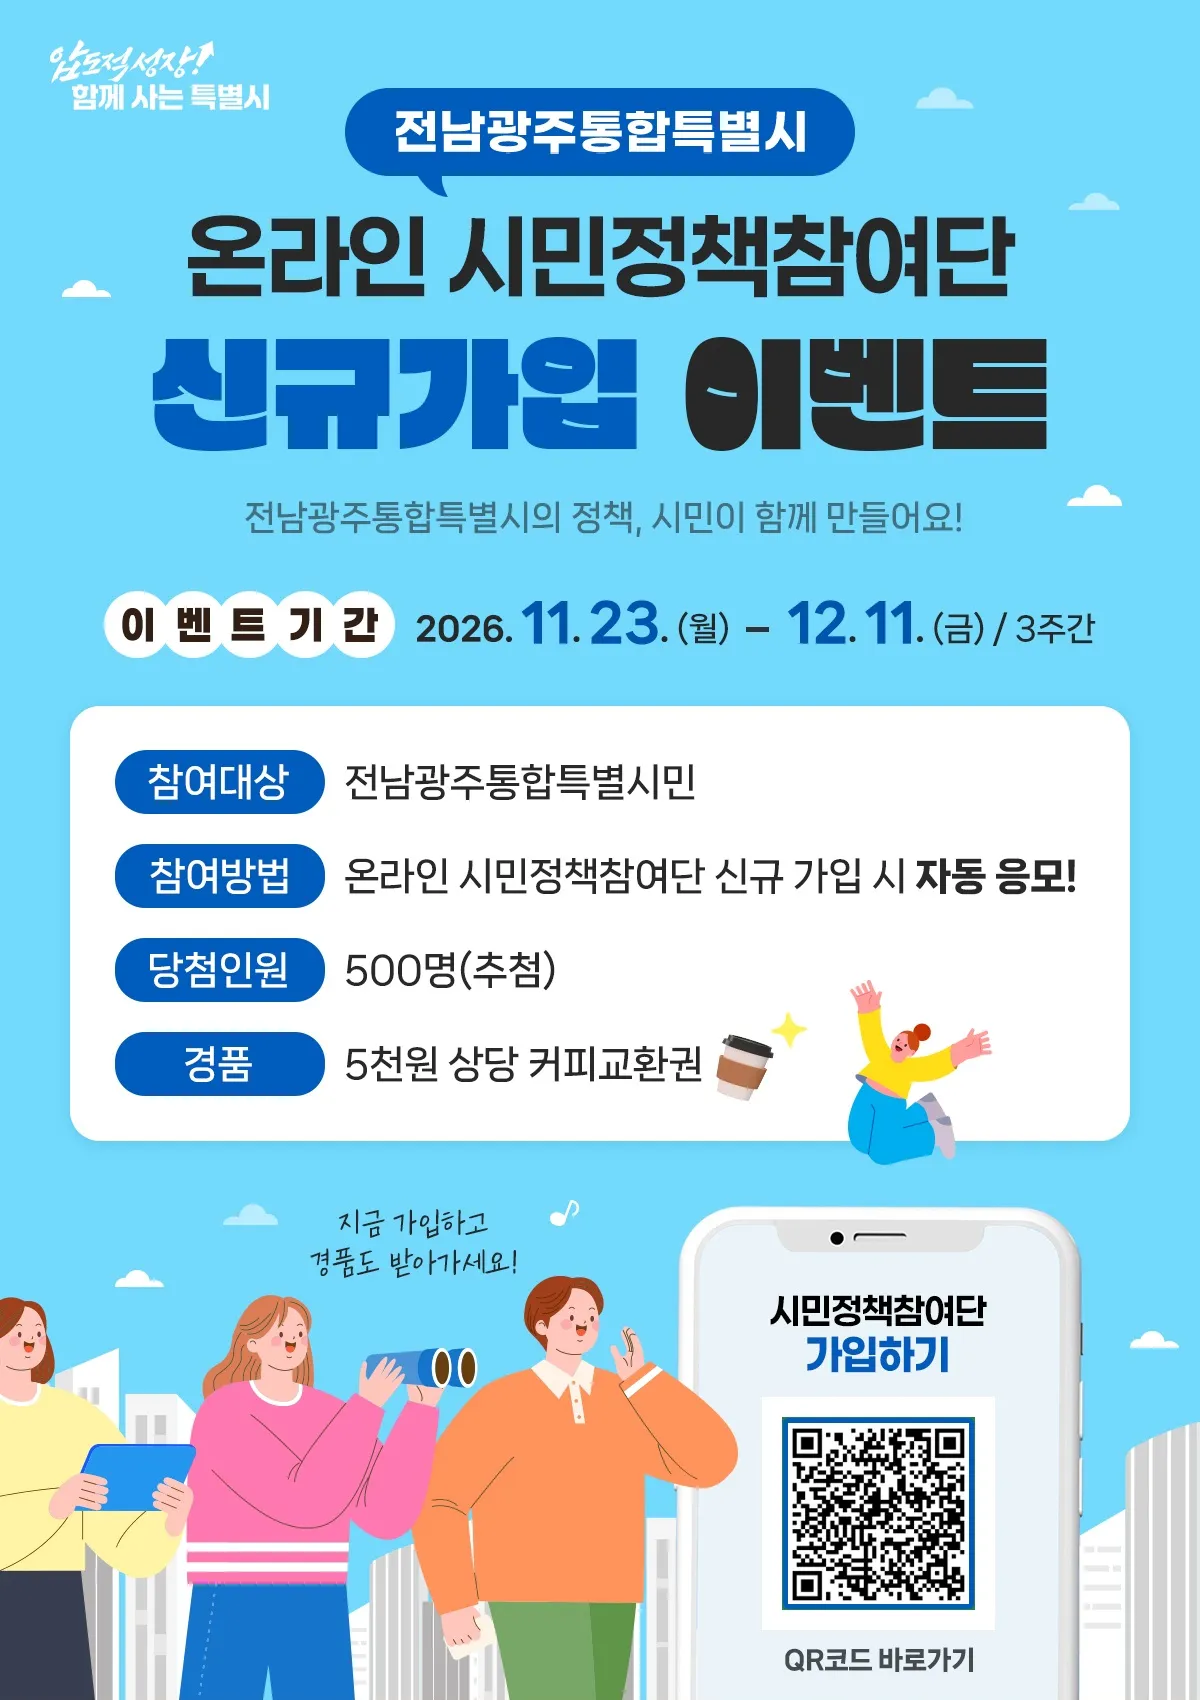 압도적 성장!
함께 사는 특별시
전남광주통합특별시
온라인 시민정책참여단
신규가입 이벤트
전남광주통합특별시의 정책, 시민이 함께 만들어요!
이벤트기간 2026. 11. 23. (월) – 12. 11. (금) / 3주간
참여대상 전남광주통합특별시민
참여방법 온라인 시민정책참여단 신규 가입 시 자동 응모!
당첨인원 500명(추첨)
경품 5천원 상당 커피교환권
지금 가입하고
경품도 받아가세요!
시민정책참여단
가입하기
QR코드 바로가기